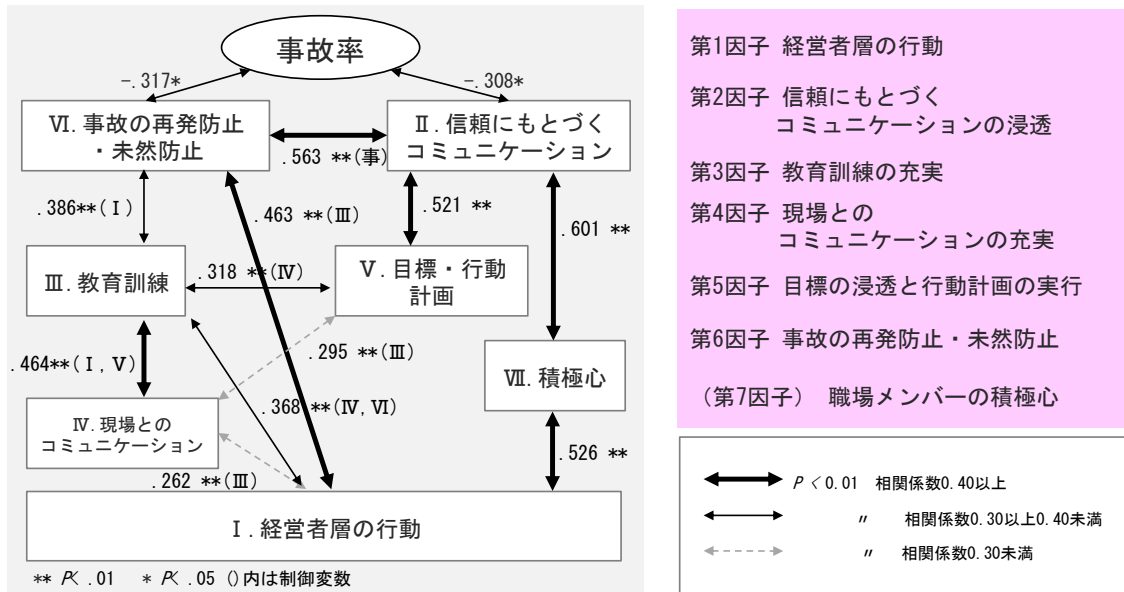 事故率
-.317*
-.308*
Ⅵ.事故の再発防止
・未然防止
Ⅱ.信頼にもとづく
コミュニケーション
.563 **(事)
.386**(Ⅰ)
.463 **(Ⅲ)
.521 **
.601 **
Ⅲ.教育訓練
.318 **(Ⅳ)
Ⅴ.目標・行動
計画
.464**(Ⅰ,Ⅴ)
.295 **(Ⅲ)
Ⅶ.積極心
.368 **(Ⅳ,Ⅵ)
Ⅳ.現場との
コミュニケーション
.262 **(Ⅲ)
.526 **
Ⅰ.経営者層の行動
** P< .01 * P< .05 ()内は制御変数
第1因子 経営者層の行動
第2因子 信頼にもとづく
コミュニケーションの浸透
第3因子 教育訓練の充実
第4因子 現場との
コミュニケーションの充実
第5因子 目標の浸透と行動計画の実行
第6因子 事故の再発防止・未然防止
(第7因子) 職場メンバーの積極心
P <0.01 相関係数0.40以上
〃 相関係数0.30以上0.40未満
〃 相関係数0.30未満